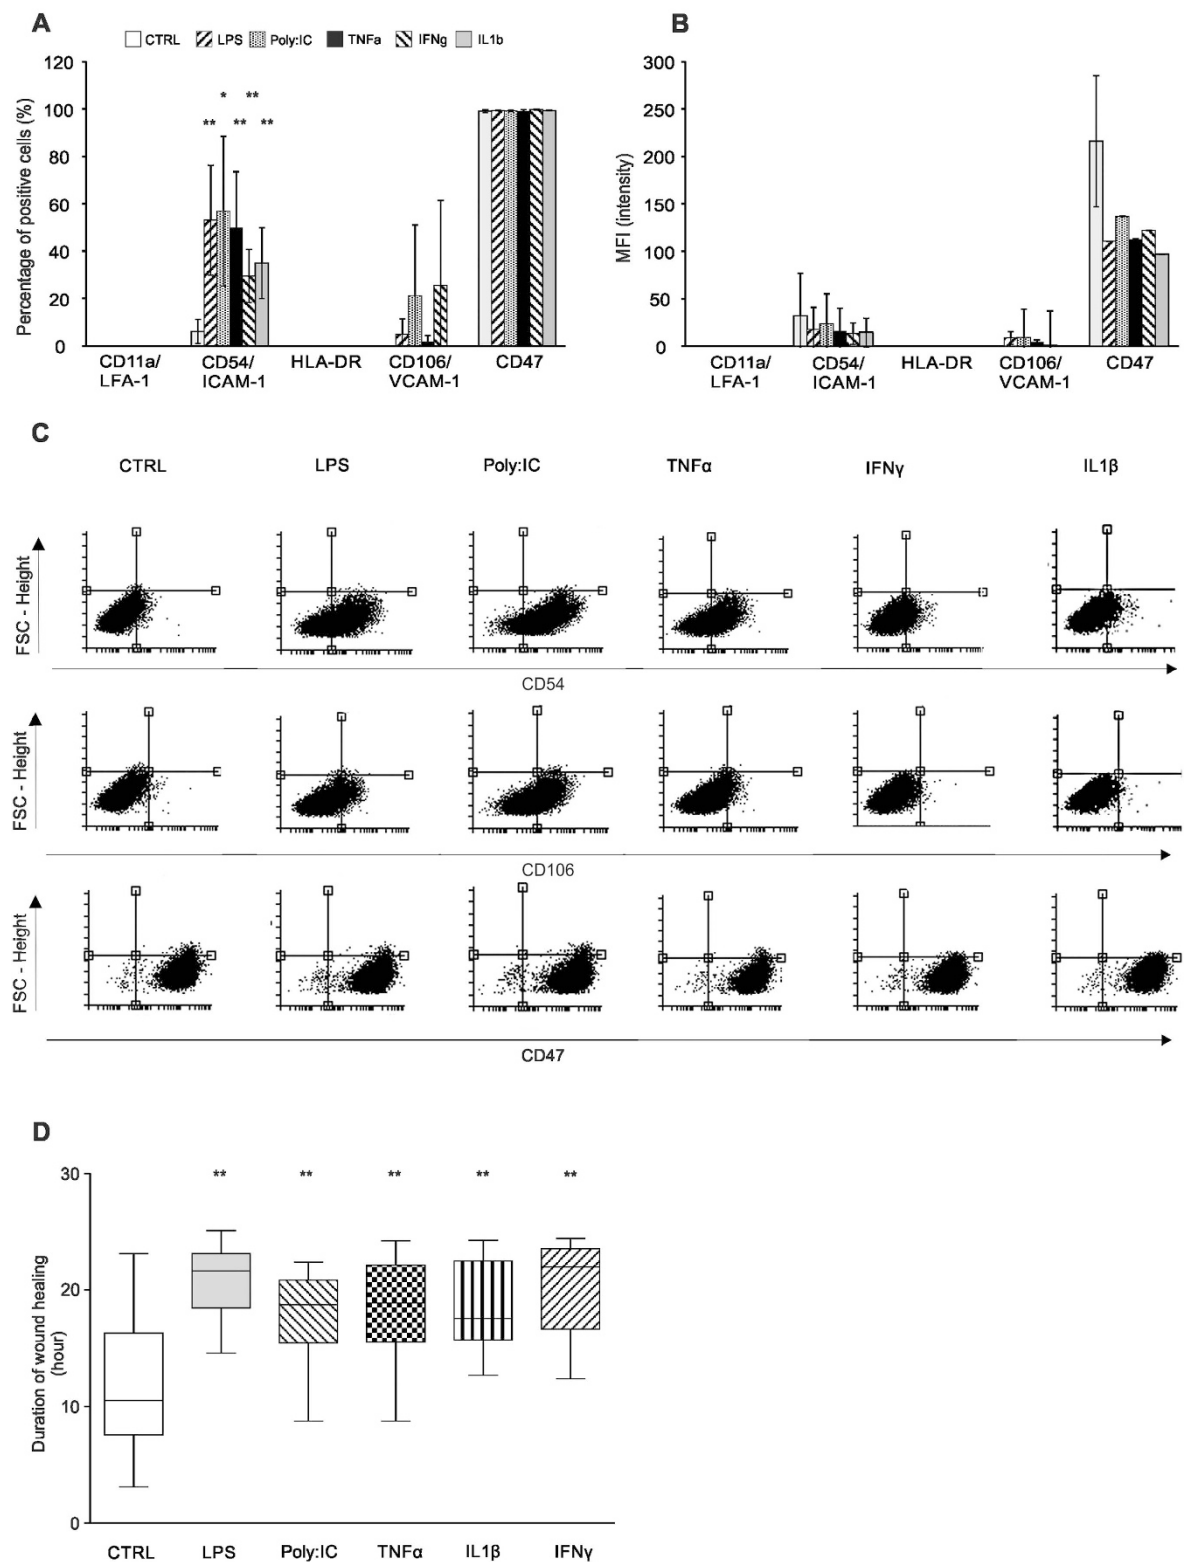 A
CTRL LPS Poly:IC TNFa IFNg IL1b
Percentage of positive cells (%)
120
100
80
60
40
20
0
** * ** ** **
CD11a/ LFA-1
CD54/ ICAM-1
HLA-DR
CD106/ VCAM-1
CD47
B
MFI (intensity)
300
250
200
150
100
50
0
CD11a/ LFA-1
CD54/ ICAM-1
HLA-DR
CD106/ VCAM-1
CD47
C
CTRL LPS Poly:IC TNFα IFNγ IL1β
FSC - Height
CD54
FSC - Height
CD106
FSC - Height
CD47
D
Duration of wound healing
(hour)
30
20
10
0
** ** ** ** **
CTRL LPS Poly:IC TNFα IL1β IFNγ